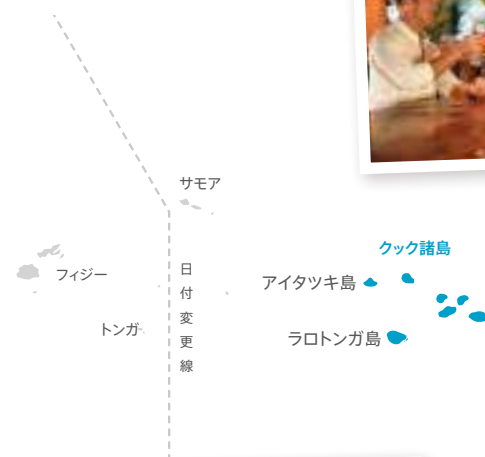 サモア
クック諸島
フィジー
日付変更線
アイタツキ島
トンガ
ラロトンガ島